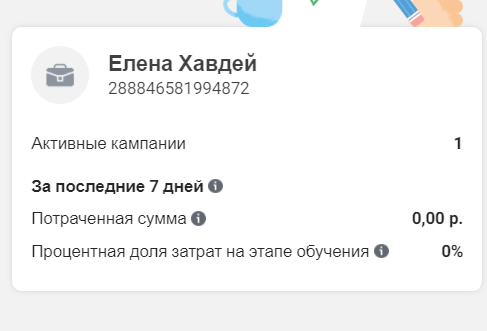 Елена Хавдей
288846581994872
Активные кампании 1
За последние 7 дней
Потраченная сумма 0,00 р.
Процентная доля затрат на этапе обучения 0%